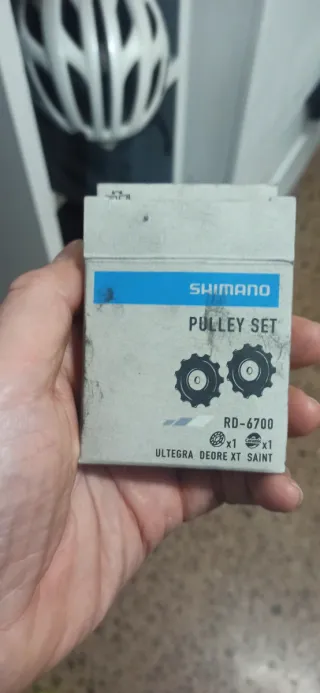 SHIMANO
PULLEY SET
RD-6700
x1 x1
ULTEGRA DEORE XT SAINT